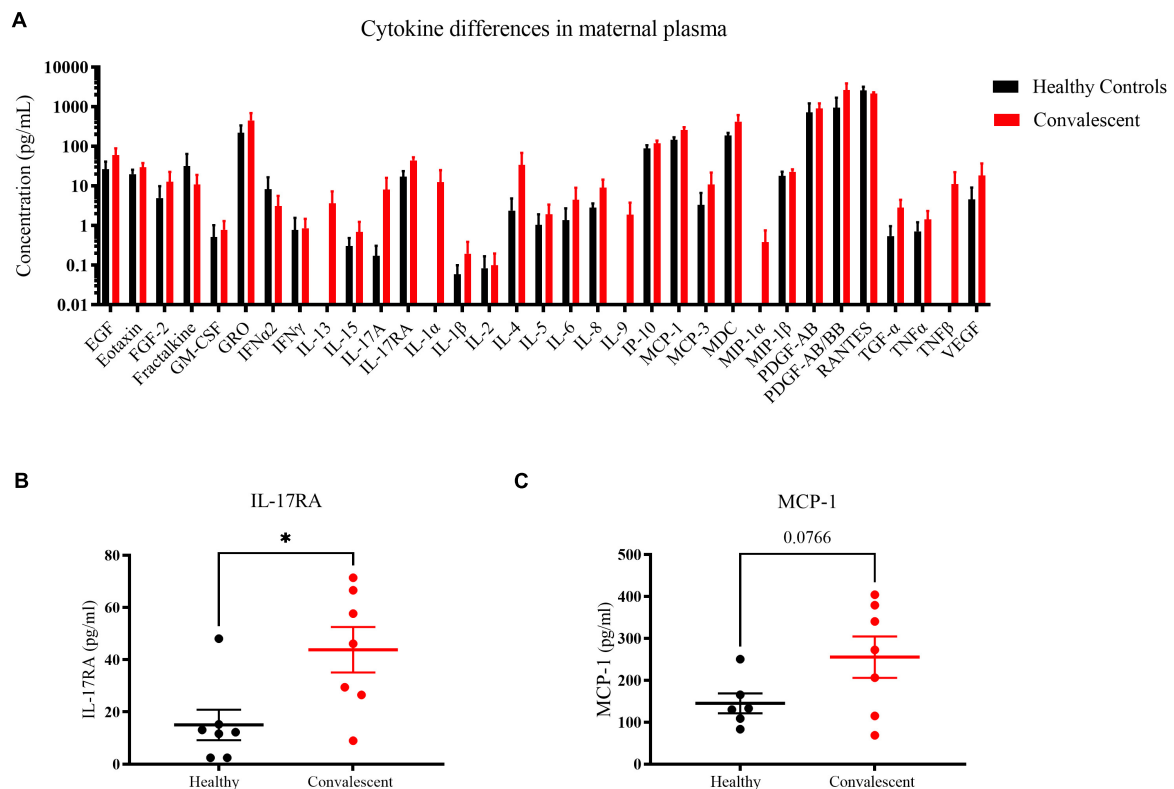 A
Cytokine differences in maternal plasma
Concentration (pg/mL)
10000
1000
100
10
1
0.1
0.01
Healthy Controls
Convalescent
EGF
Eotaxin
FGF-2
Fractalkine
GM-CSF
GRO
IFNα2
IFNγ
IL-13
IL-15
IL-17A
IL-17RA
IL-1α
IL-1β
IL-2
IL-4
IL-5
IL-6
IL-8
IL-9
IP-10
MCP-1
MCP-3
MDC
MIP-1α
MIP-1β
PDGF-AB
PDGF-AB/BB
RANTES
TGF-α
TNFα
TNFβ
VEGF
B
IL-17RA
*
IL-17RA (pg/ml)
80
60
40
20
0
Healthy
Convalescent
C
MCP-1
0.0766
MCP-1 (pg/ml)
500
400
300
200
100
0
Healthy
Convalescent